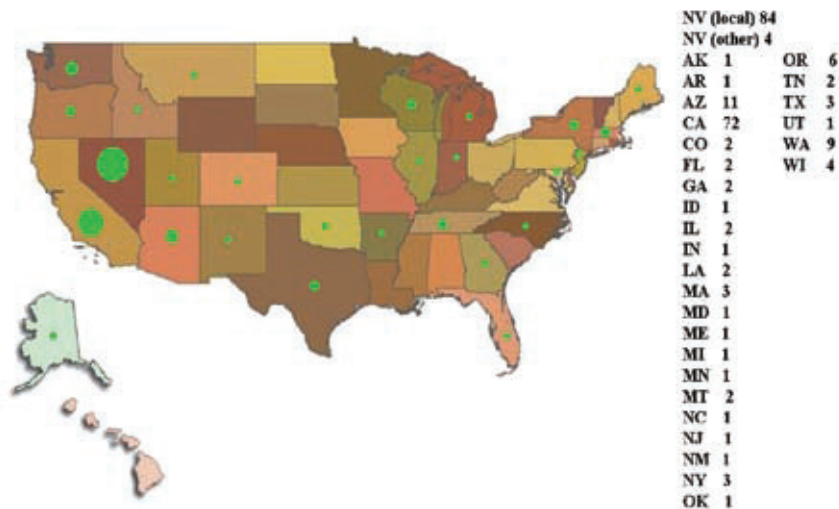 NV (local) 84
NV (other) 4
AK 1
AR 1
AZ 11
CA 72
CO 2
FL 2
GA 2
ID 1
IL 2
IN 1
LA 2
MA 3
MD 1
ME 1
MI 1
MN 1
MT 2
NC 1
NJ 1
NM 1
NY 3
OK 1
OR 6
TN 2
TX 3
UT 1
WA 9
WI 4